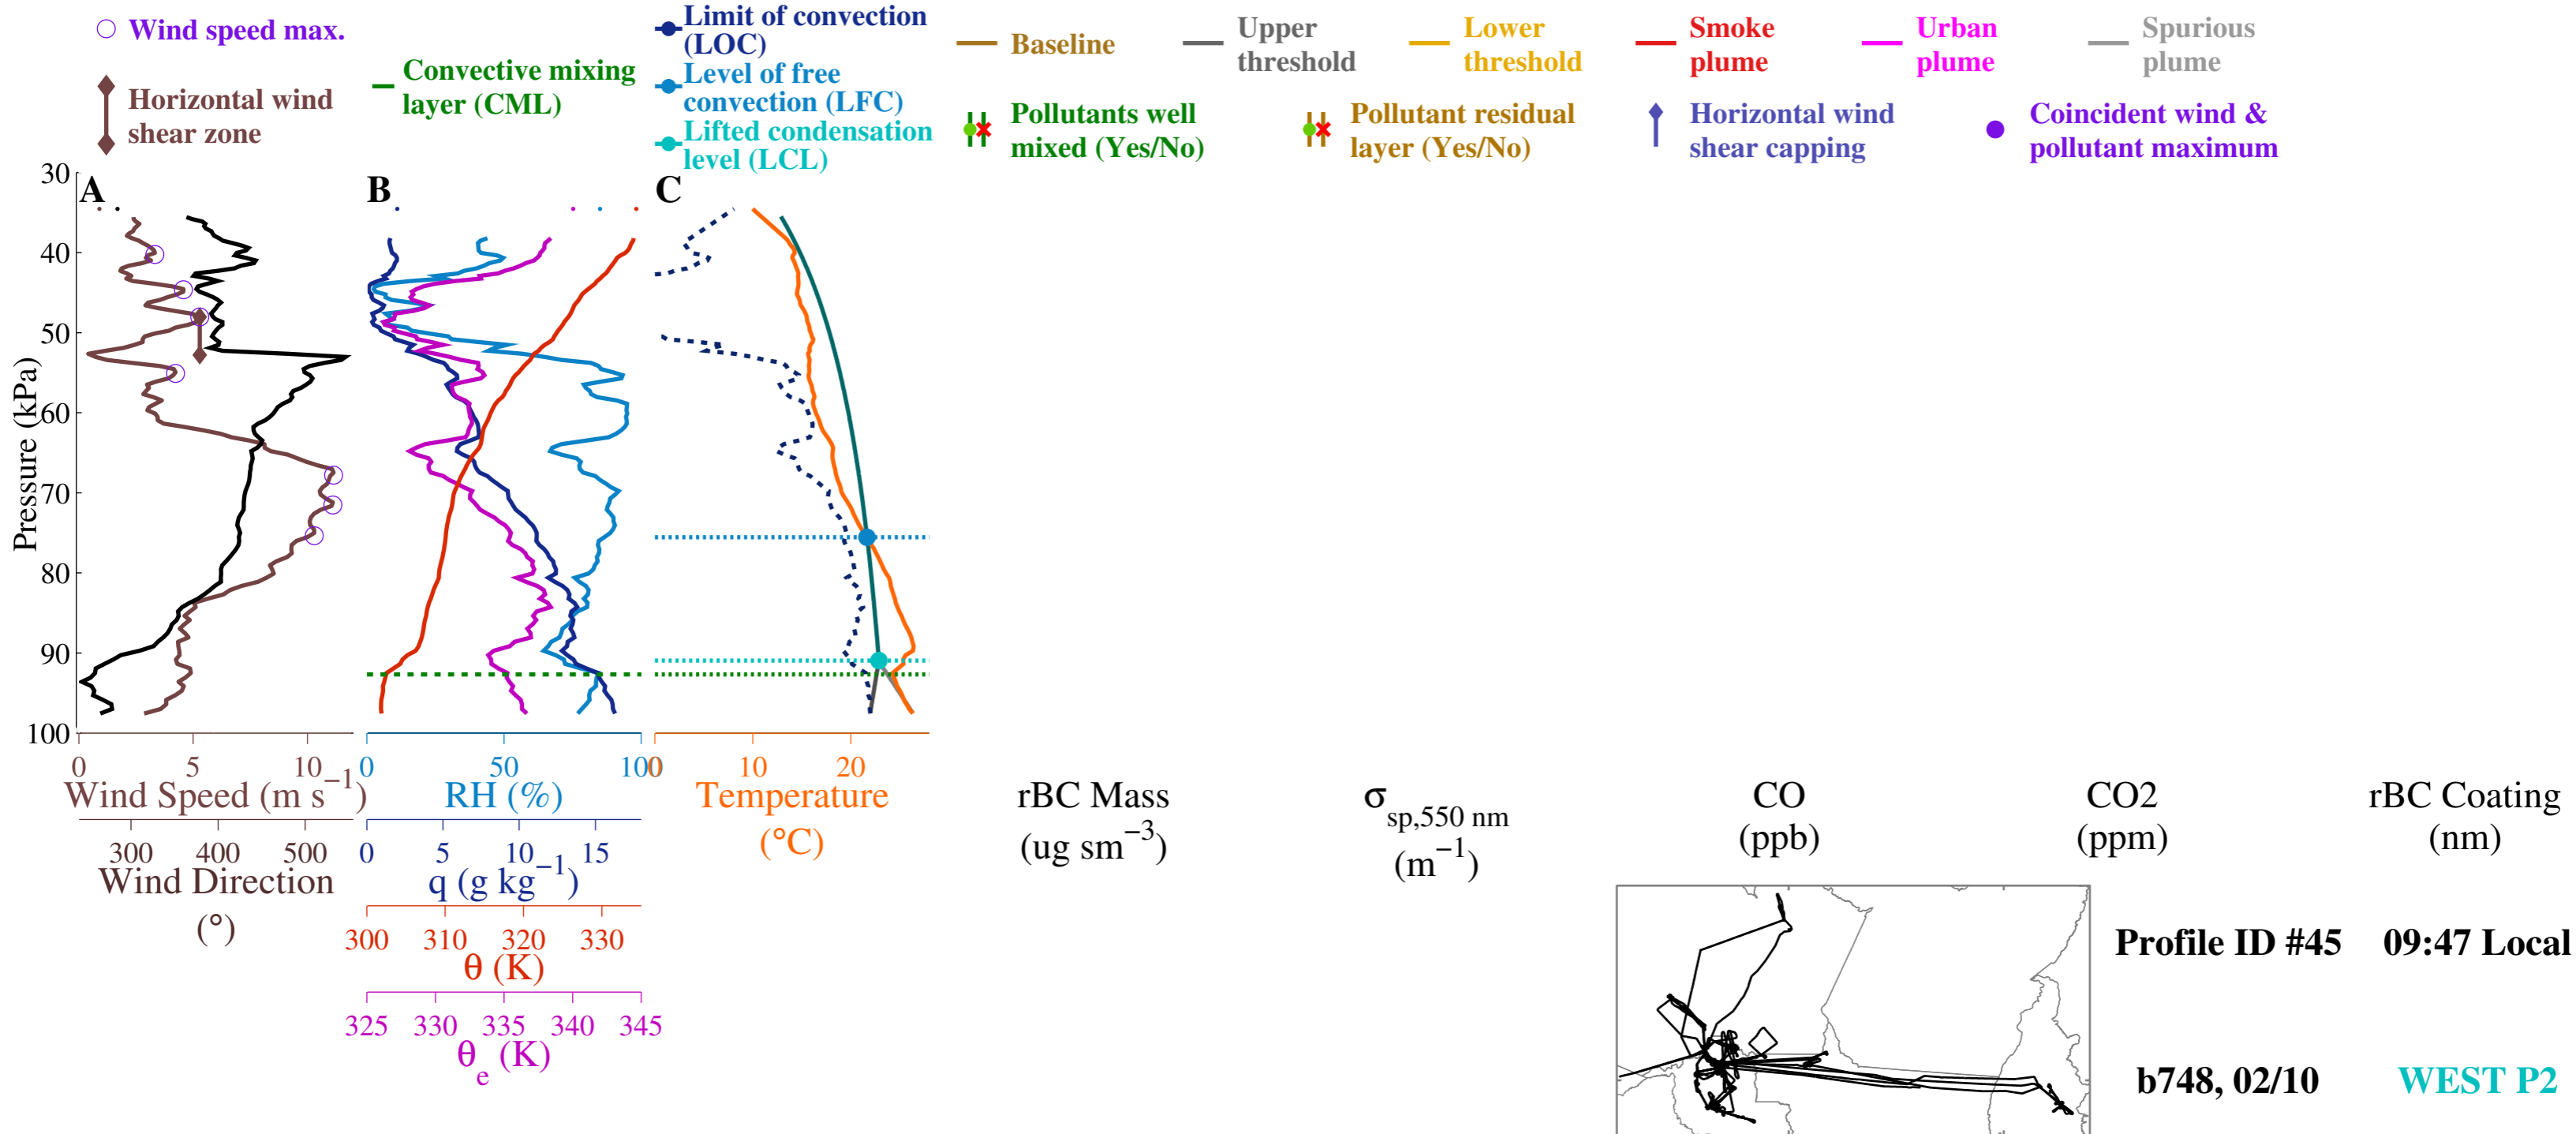 Wind speed max.
Horizontal wind
shear zone
Convective mixing
layer (CML)
Limit of convection
(LOC)
Level of free
convection (LFC)
Lifted condensation
level (LCL)
Baseline
Upper
threshold
Lower
threshold
Smoke
plume
Urban
plume
Spurious
plume
Pollutants well
mixed (Yes/No)
Pollutant residual
layer (Yes/No)
Horizontal wind
shear capping
Coincident wind &
pollutant maximum
A
B
C
Pressure (kPa)
30
40
50
60
70
80
90
100
0 5 10
Wind Speed (m s−1)
300 400 500
Wind Direction
(°)
0 50 100
RH (%)
0 5 10 15
q (g kg−1)
300 310 320 330
θ (K)
325 330 335 340 345
θe (K)
0 10 20
Temperature
(°C)
rBC Mass
(ug sm−3)
σsp,550 nm
(m−1)
CO
(ppb)
CO2
(ppm)
rBC Coating
(nm)
Profile ID #45 09:47 Local
b748, 02/10 WEST P2